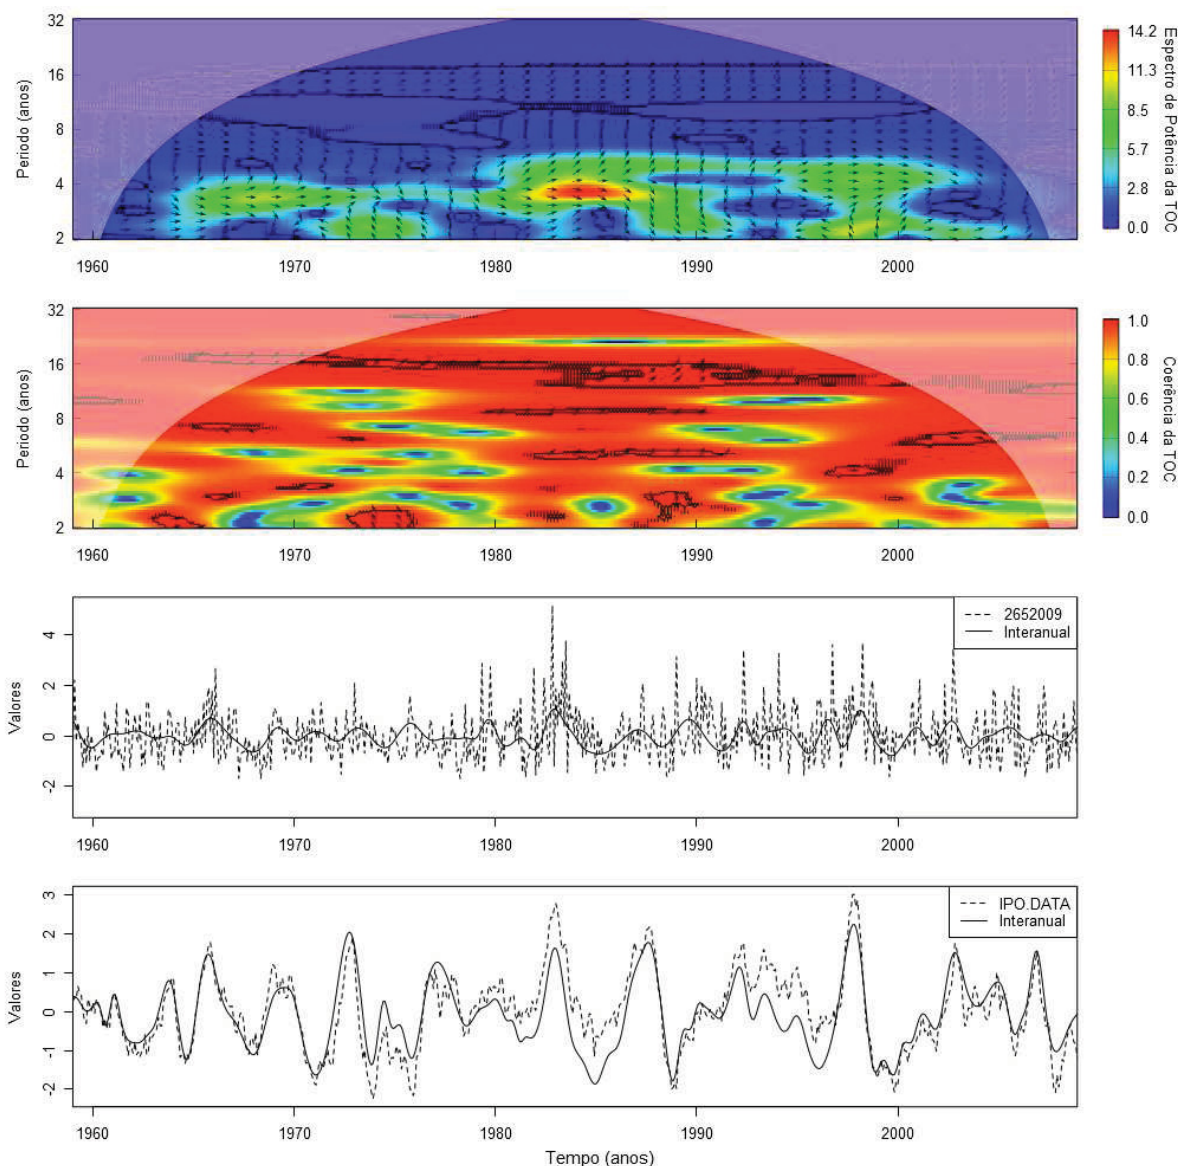 32
16
8
4
2
Periodo (anos)
1960 1970 1980 1990 2000
14.2
11.3
8.5
5.7
2.8
0.0
Espectro de Potência da TOC
32
16
8
4
2
Periodo (anos)
1960 1970 1980 1990 2000
1.0
0.8
0.6
0.4
0.2
0.0
Coerência da TOC
4
2
0
-2
Valores
2652009
Interanual
1960 1970 1980 1990 2000
3
2
1
0
-1
-2
Valores
IPO.DATA
Interanual
1960 1970 1980 1990 2000
Tempo (anos)